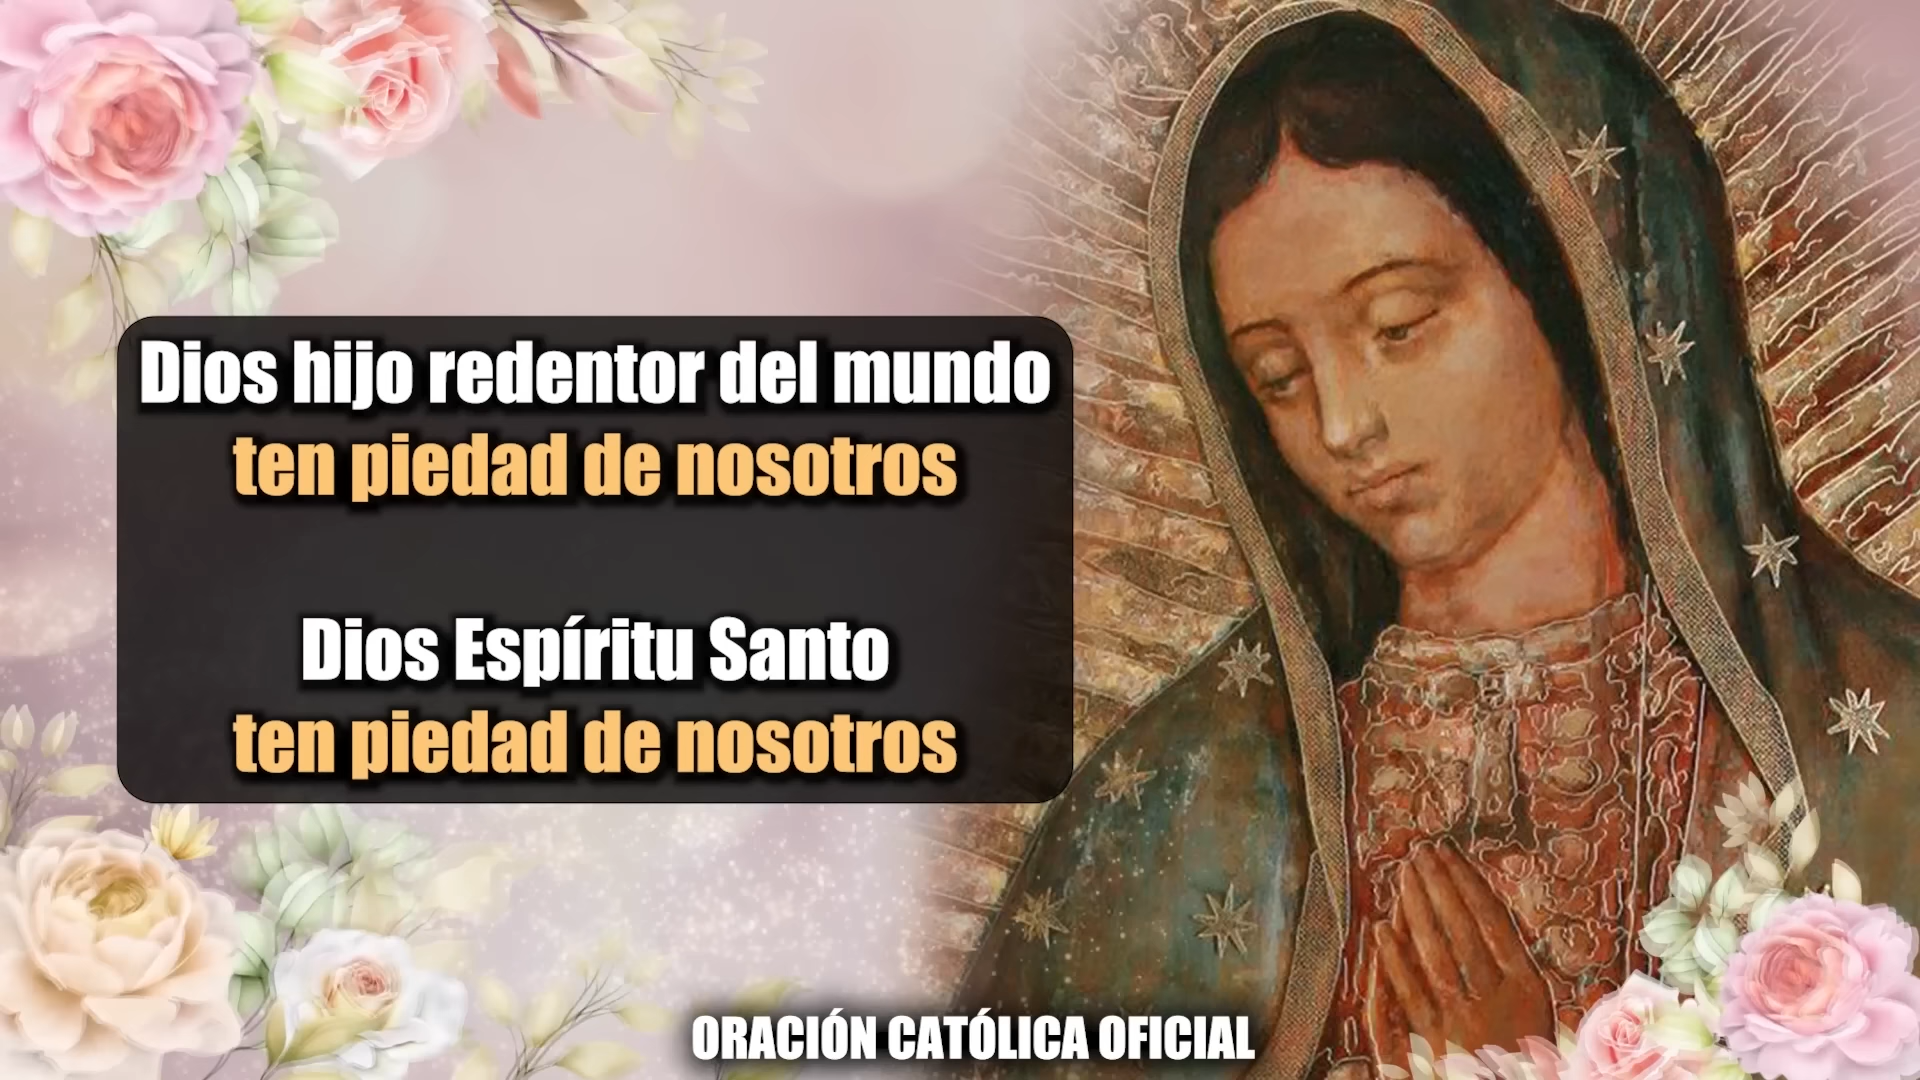 Dios hijo redentor del mundo
ten piedad de nosotros
Dios Espíritu Santo
ten piedad de nosotros
ORACIÓN CATÓLICA OFICIAL